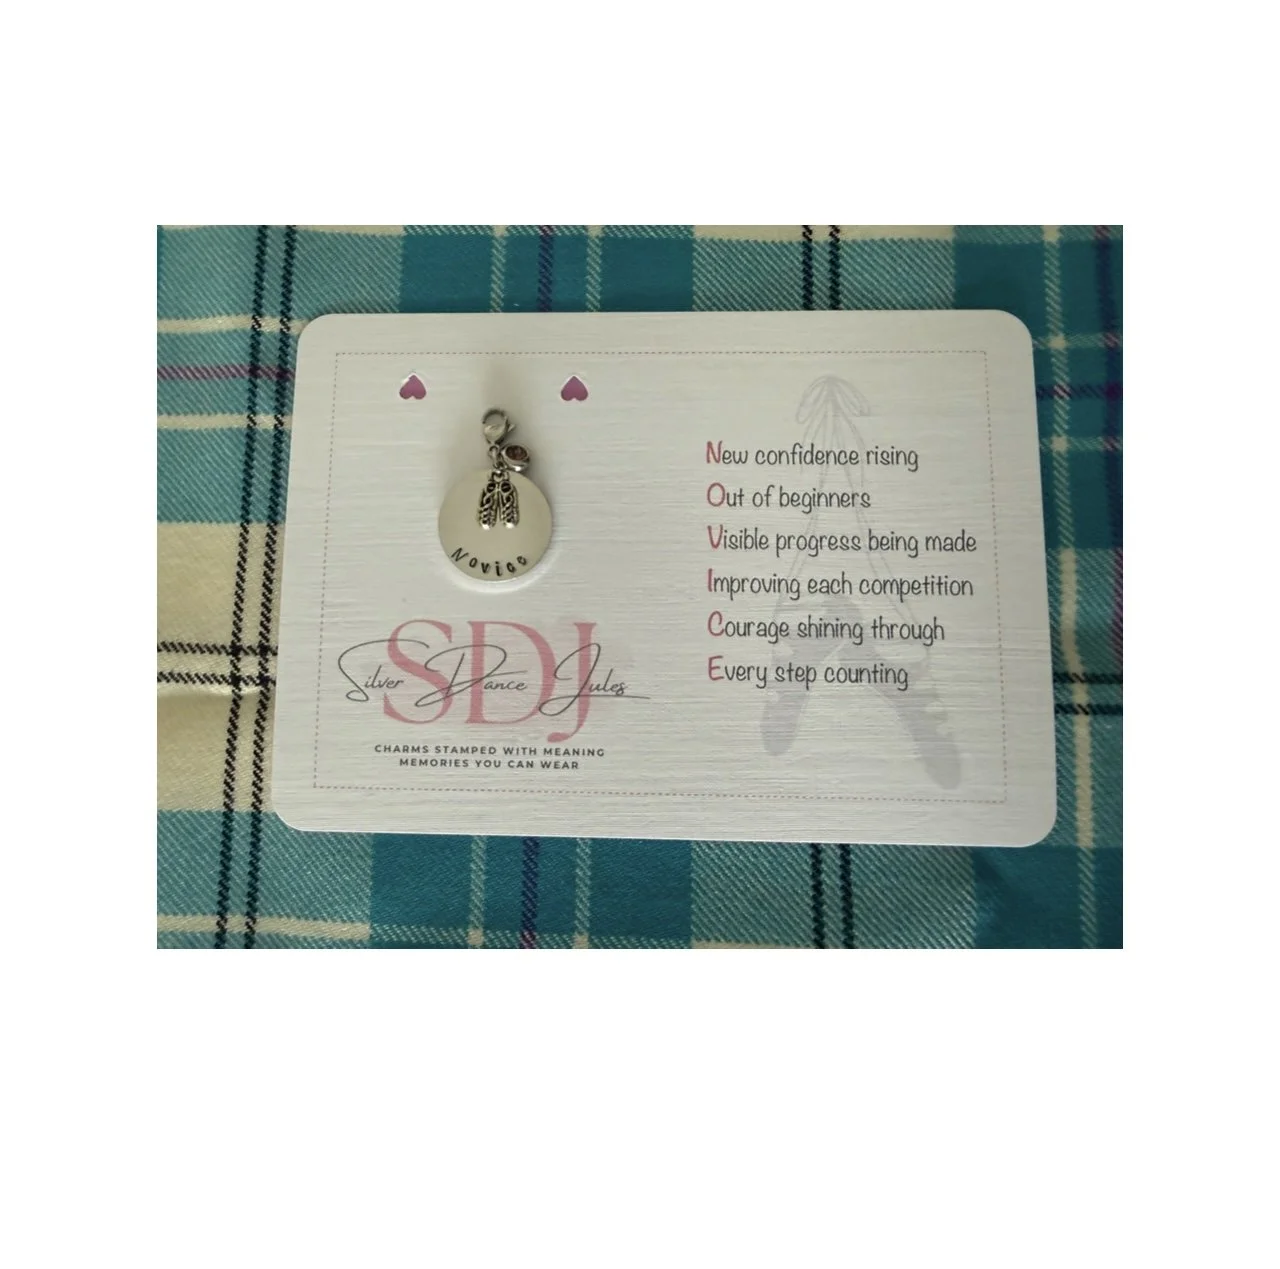 Novice
SDJ
Silver Dance Jules
CHARMS STAMPED WITH MEANING
MEMORIES YOU CAN WEAR
New confidence rising
Out of beginners
Visible progress being made
Improving each competition
Courage shining through
Every step counting